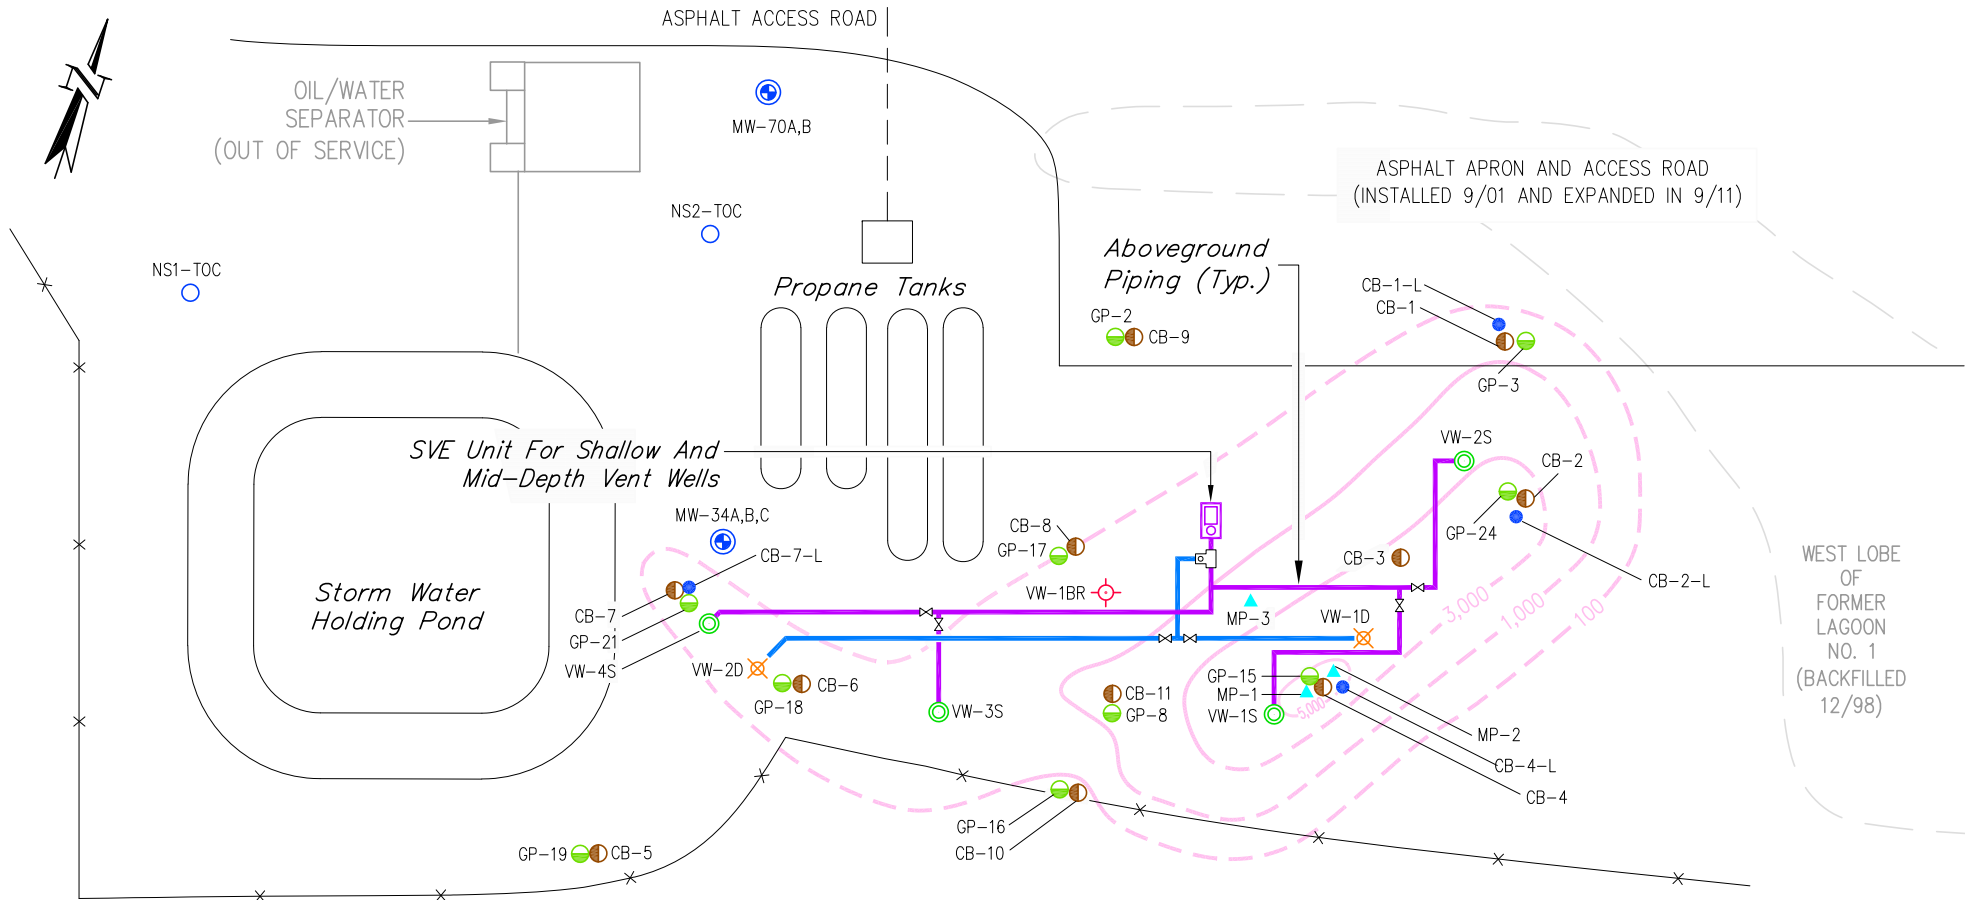 ASPHALT ACCESS ROAD
N
OIL/WATER
SEPARATOR
(OUT OF SERVICE)
MW-70A,B
ASPHALT APRON AND ACCESS ROAD
(INSTALLED 9/01 AND EXPANDED IN 9/11)
NS2-TOC
NS1-TOC
Aboveground
Piping (Typ.)
Propane Tanks
CB-1-L
CB-1
GP-2
CB-9
GP-3
SVE Unit For Shallow And
Mid-Depth Vent Wells
VW-2S
CB-2
MW-34A,B,C
CB-8
GP-17
GP-24
CB-7-L
CB-3
CB-2-L
WEST LOBE
OF
FORMER
LAGOON
NO. 1
(BACKFILLED
12/98)
Storm Water
Holding Pond
VW-1BR
3,000
1,000
100
CB-7
GP-21
VW-4S
MP-3
VW-1D
VW-2D
CB-6
GP-18
VW-3S
CB-11
GP-8
GP-15
MP-1
VW-1S
5,000
MP-2
CB-4-L
CB-4
GP-16
CB-10
GP-19
CB-5